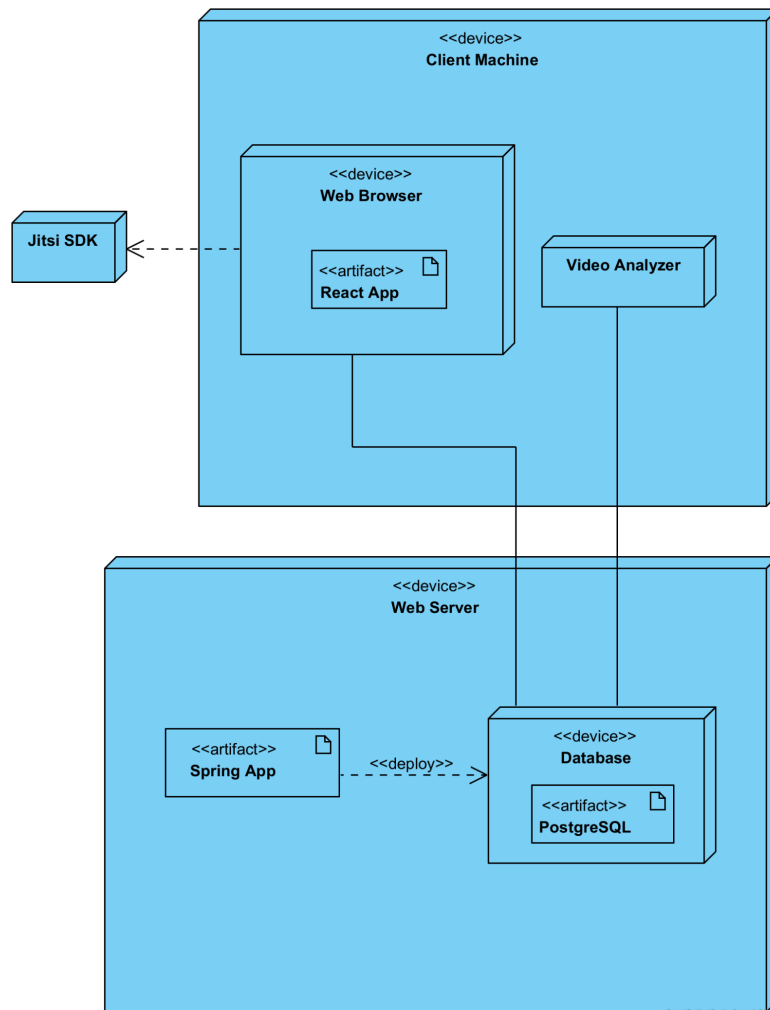 <<device>>
Client Machine
<<device>>
Web Browser
<<artifact>>
React App
Jitsi SDK
Video Analyzer
<<device>>
Web Server
<<artifact>>
Spring App
<<deploy>>
<<device>>
Database
<<artifact>>
PostgreSQL